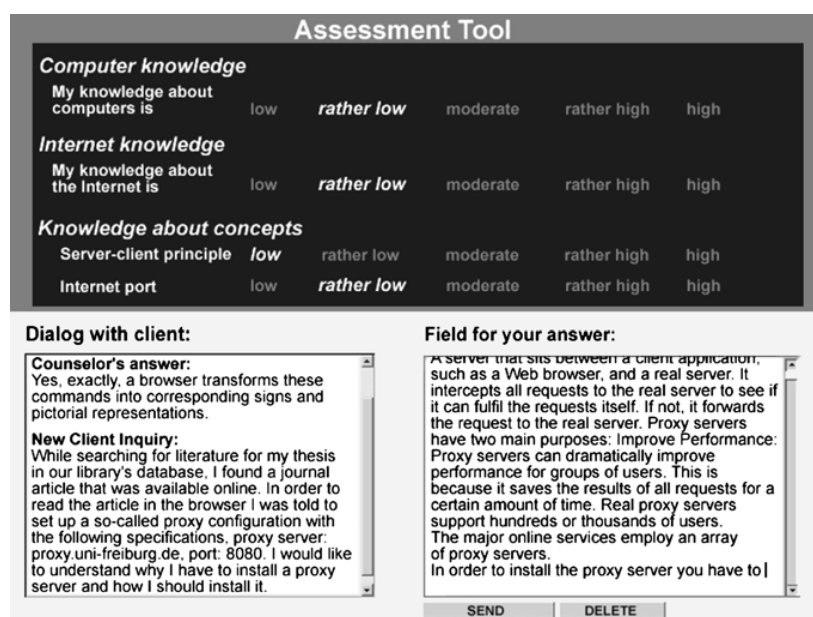 Assessment Tool
Computer knowledge
My knowledge about
computers is low rather low moderate rather high high
Internet knowledge
My knowledge about
the Internet is low rather low moderate rather high high
Knowledge about concepts
Server-client principle low rather low moderate rather high high
Internet port low rather low moderate rather high high
Dialog with client:
Counselor's answer:
Yes, exactly, a browser transforms these
commands into corresponding signs and
pictorial representations.
New Client Inquiry:
While searching for literature for my thesis
in our library's database, I found a journal
article that was available online. In order to
read the article in the browser I was told to
set up a so-called proxy configuration with
the following specifications, proxy server:
proxy.uni-freiburg.de, port: 8080. I would like
to understand why I have to install a proxy
server and how I should install it.
Field for your answer:
A server that sits between a client application,
such as a Web browser, and a real server. It
intercepts all requests to the real server to see if
it can fulfil the requests itself. If not, it forwards
the request to the real server. Proxy servers
have two main purposes: Improve Performance:
Proxy servers can dramatically improve
performance for groups of users. This is
because it saves the results of all requests for a
certain amount of time. Real proxy servers
support hundreds or thousands of users.
The major online services employ an array
of proxy servers.
In order to install the proxy server you have to
SEND DELETE